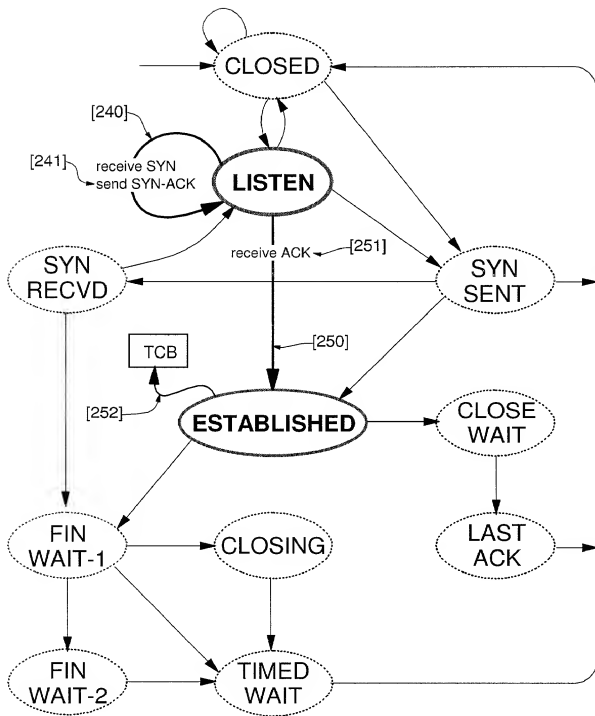 CLOSED
[240]
[241]
receive SYN
send SYN-ACK
LISTEN
receive ACK
[251]
SYN
RECVD
SYN
SENT
[250]
TCB
[252]
ESTABLISHED
CLOSE
WAIT
FIN
WAIT-1
CLOSING
LAST
ACK
FIN
WAIT-2
TIMED
WAIT